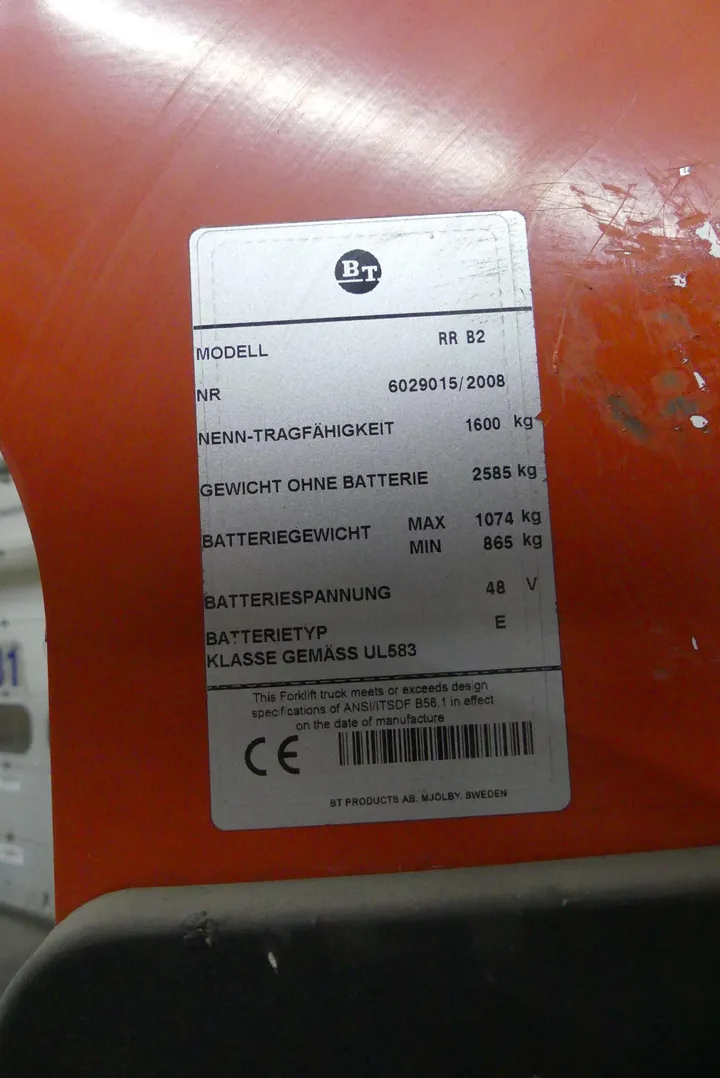 BT
MODELL RR B2
NR 6029015/2008
NENN-TRAGFÄHIGKEIT 1600 kg
GEWICHT OHNE BATTERIE 2585 kg
BATTERIEGEWICHT MAX 1074 kg
MIN 865 kg
BATTERIESPANNUNG 48 V
BATTERIETYP E
KLASSE GEMÄSS UL583
This Forklift truck meets or exceeds design
specifications of ANSI/ITSDF B56.1 in effect
on the date of manufacture
CE
BT PRODUCTS AB. MJÖLBY. SWEDEN
31